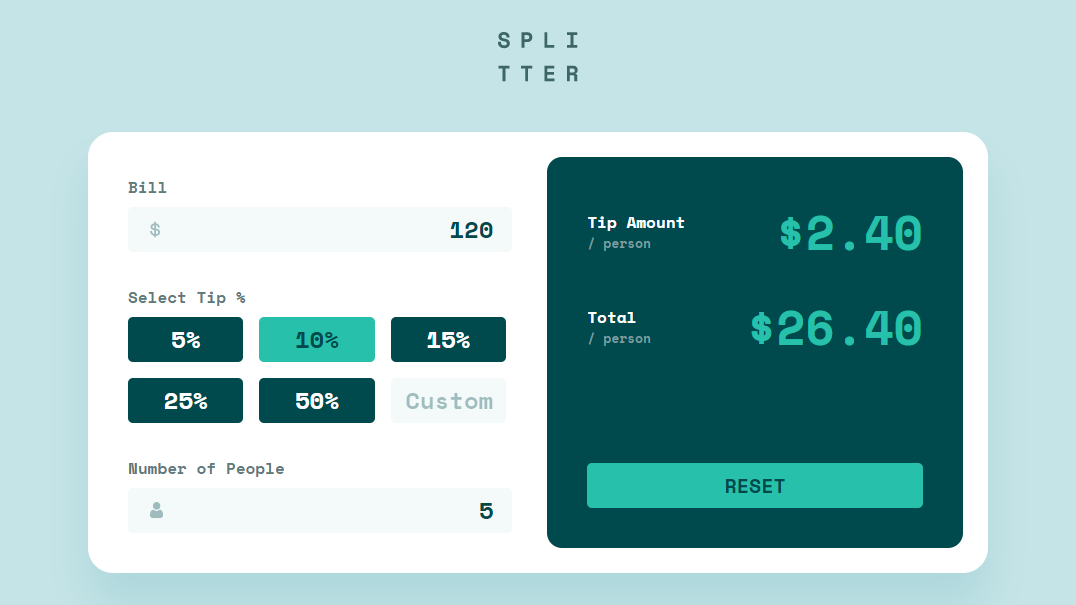 SPLI
TTER
Bill
$ 120
Select Tip %
5% 10% 15%
25% 50% Custom
Number of People
5
Tip Amount
/ person
$2.40
Total
/ person
$26.40
RESET